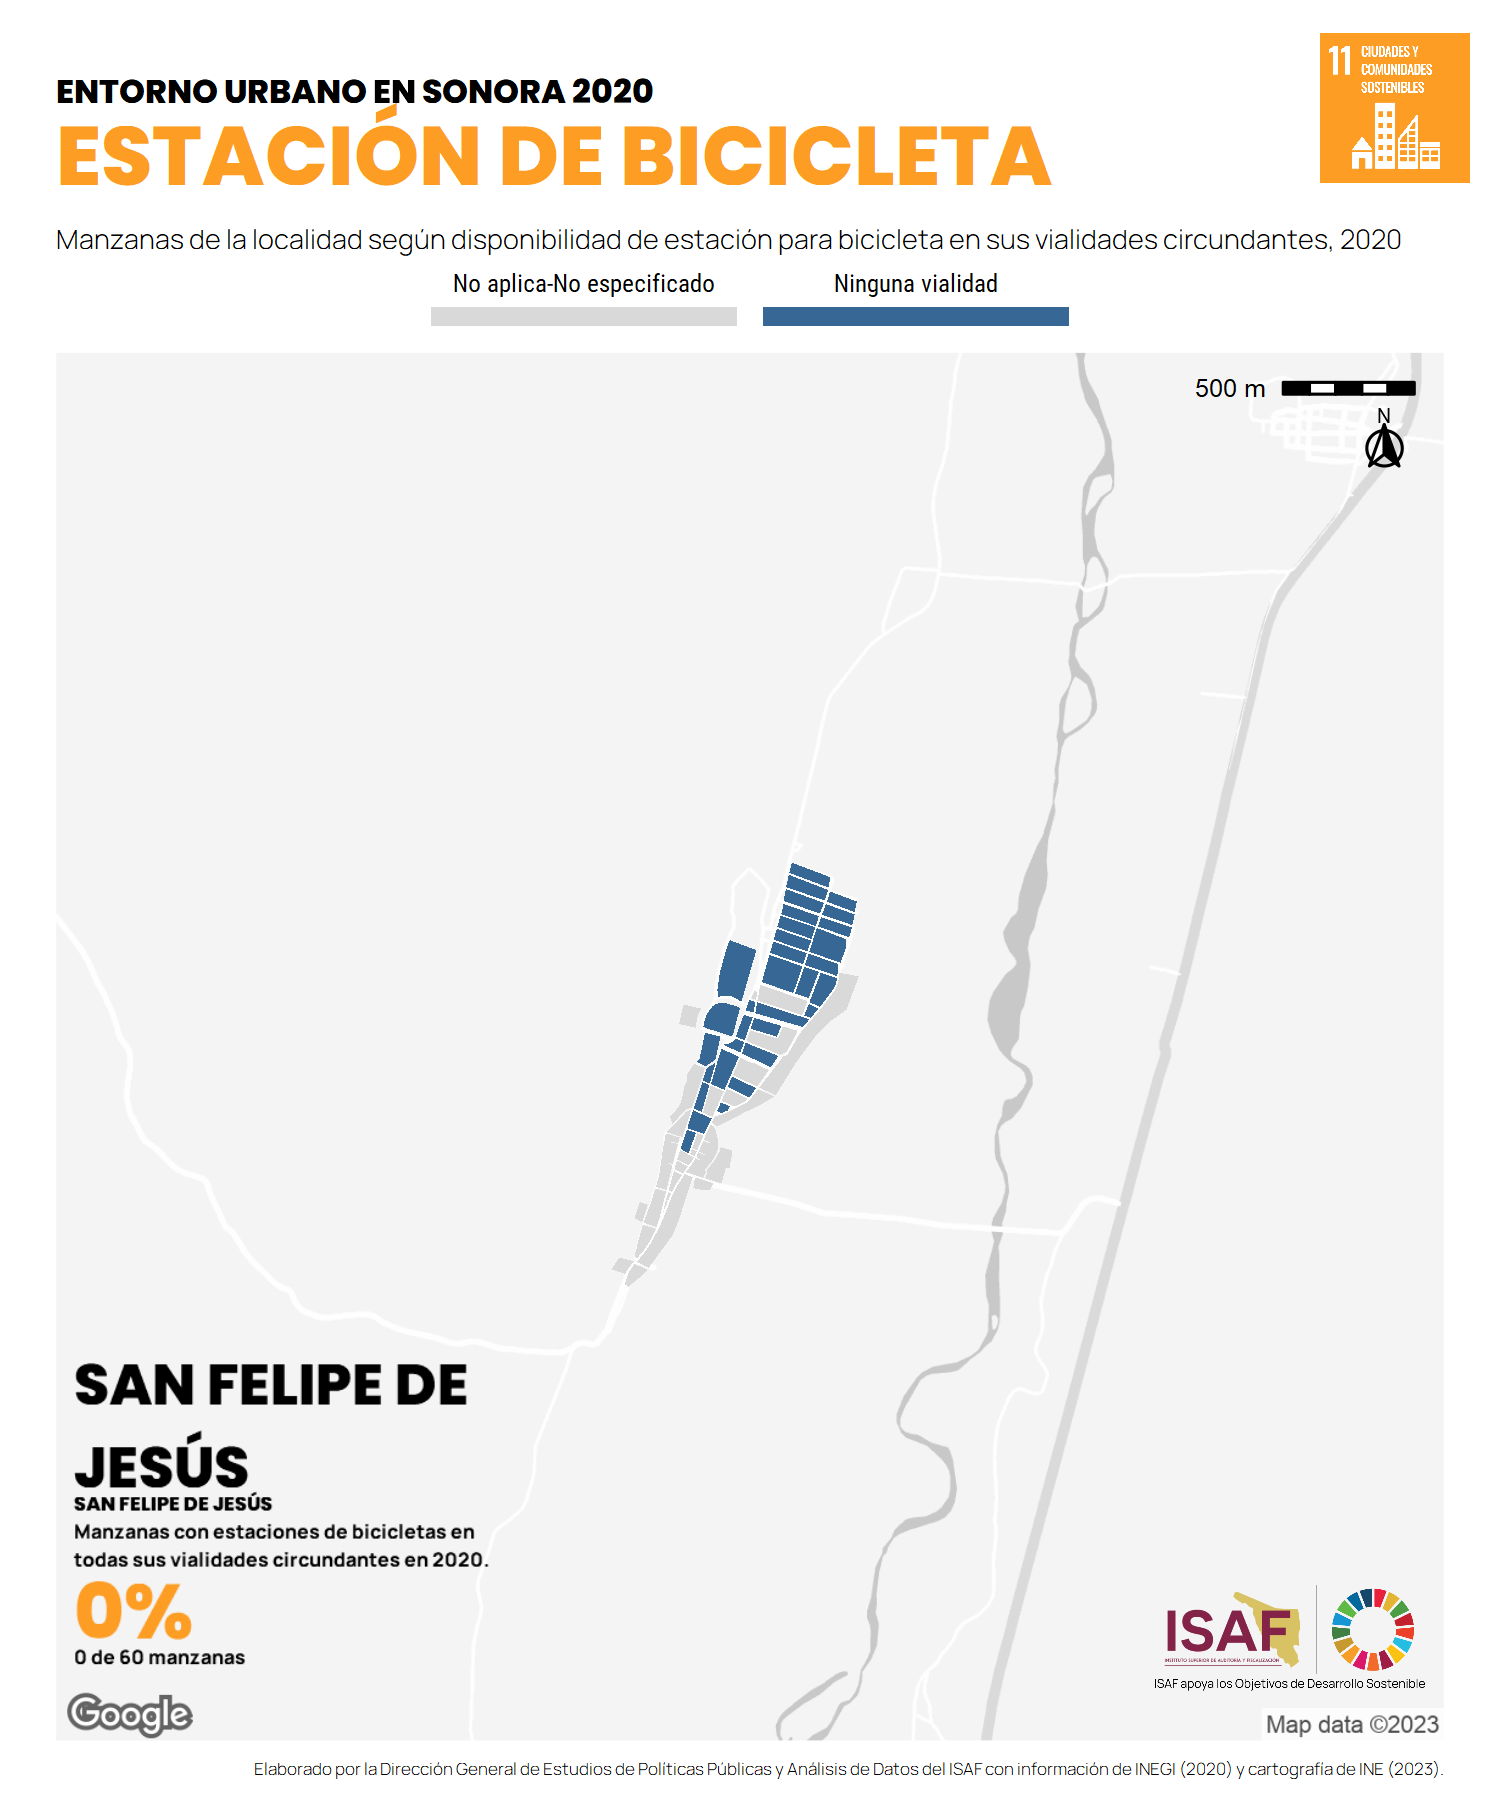 ENTORNO URBANO EN SONORA 2020
ESTACIÓN DE BICICLETA
11 CIUDADES Y
COMUNIDADES
SOSTENIBLES
Manzanas de la localidad según disponibilidad de estación para bicicleta en sus vialidades circundantes, 2020
No aplica-No especificado
Ninguna vialidad
500 m
N
SAN FELIPE DE
JESÚS
SAN FELIPE DE JESÚS
Manzanas con estaciones de bicicletas en
todas sus vialidades circundantes en 2020.
0%
0 de 60 manzanas
Google
ISAF
INSTITUTO SUPERIOR DE AUDITORÍA Y FISCALIZACIÓN
ISAF apoya los Objetivos de Desarrollo Sostenible
Map data ©2023
Elaborado por la Dirección General de Estudios de Políticas Públicas y Análisis de Datos del ISAF con información de INEGI (2020) y cartografía de INE (2023).